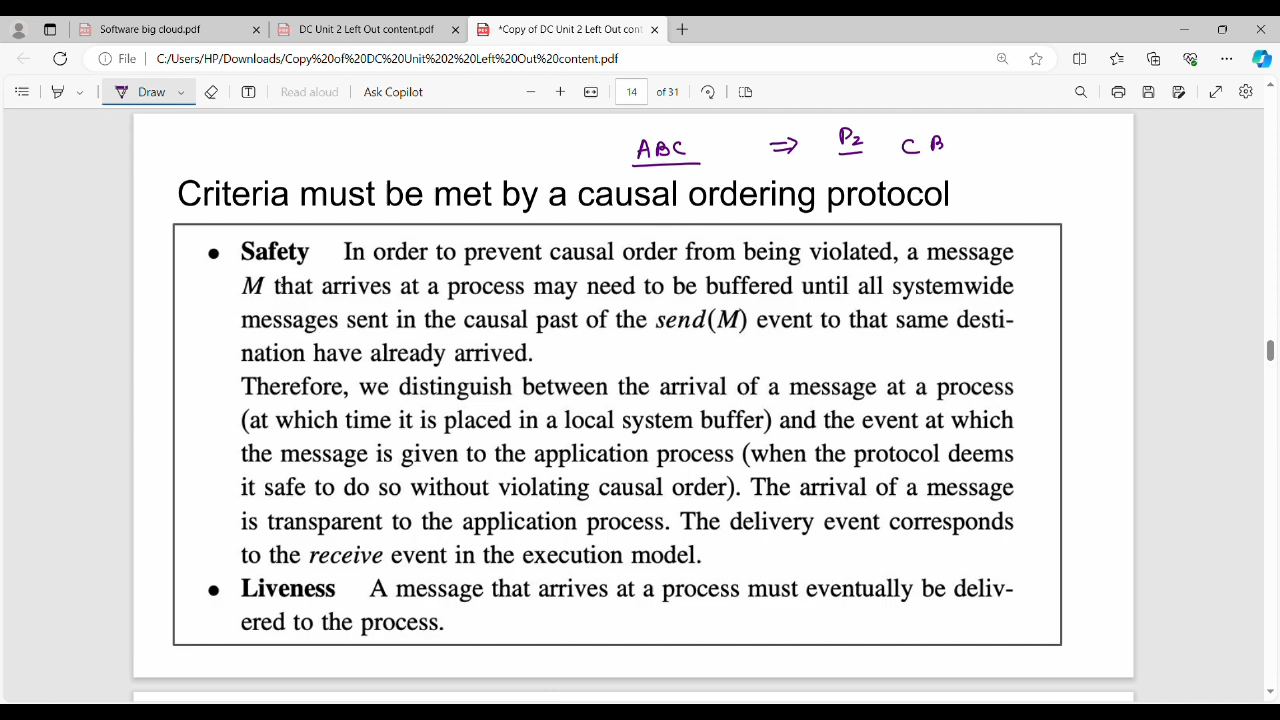 Software big cloud.pdf
DC Unit 2 Left Out content.pdf
*Copy of DC Unit 2 Left Out cont
File C:/Users/HP/Downloads/Copy%20of%20DC%20Unit%202%20Left%20Out%20content.pdf
Draw Read aloud Ask Copilot 14 of 31
ABC ⇒ P2 C B
Criteria must be met by a causal ordering protocol
• Safety In order to prevent causal order from being violated, a message
M that arrives at a process may need to be buffered until all systemwide
messages sent in the causal past of the send(M) event to that same desti-
nation have already arrived.
Therefore, we distinguish between the arrival of a message at a process
(at which time it is placed in a local system buffer) and the event at which
the message is given to the application process (when the protocol deems
it safe to do so without violating causal order). The arrival of a message
is transparent to the application process. The delivery event corresponds
to the receive event in the execution model.
• Liveness A message that arrives at a process must eventually be deliv-
ered to the process.